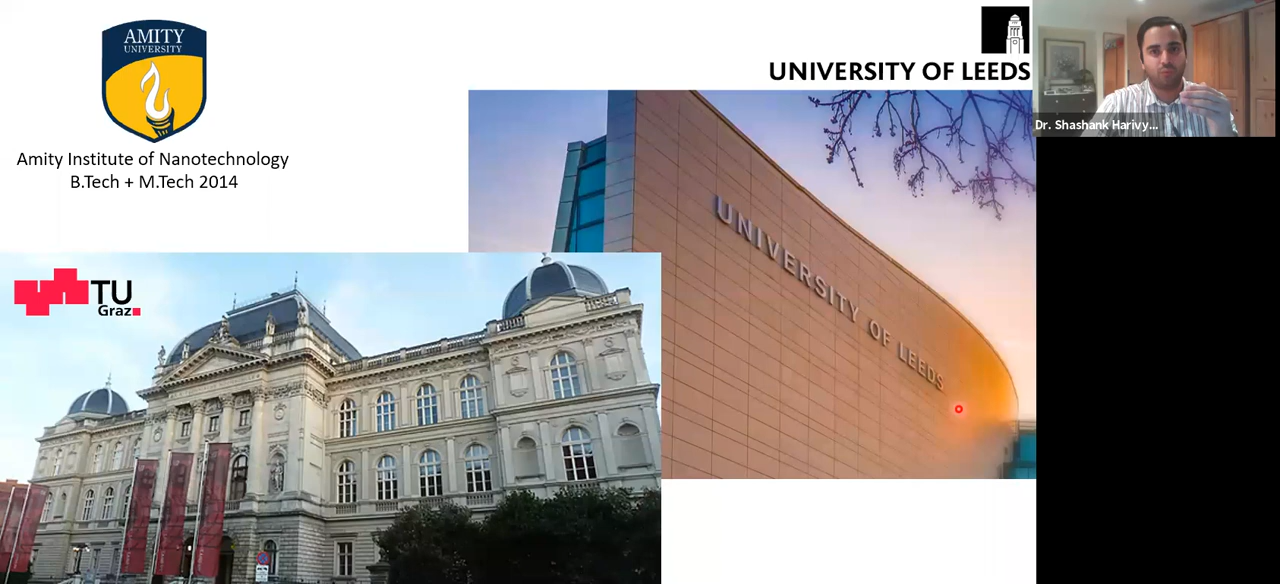 AMITY
UNIVERSITY
Amity Institute of Nanotechnology
B.Tech + M.Tech 2014
UNIVERSITY OF LEEDS
Dr. Shashank Harivy...
UNIVERSITY OF LEEDS
TU
Graz